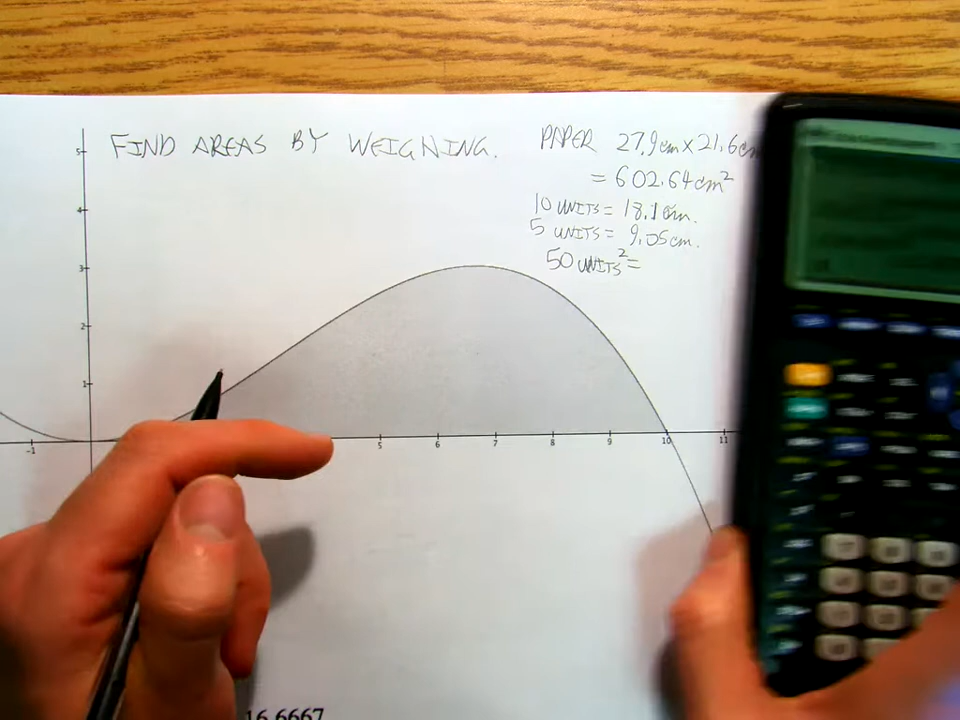 FIND AREAS BY WEIGNING.
PAPER 27.9cm X 21.6cm
= 602.64cm²
10 UNITS = 18.1cm.
5 UNITS = 9.05cm.
50 UNITS² =
5
4
3
2
1
-1 5 6 7 8 9 10 11
16.6667